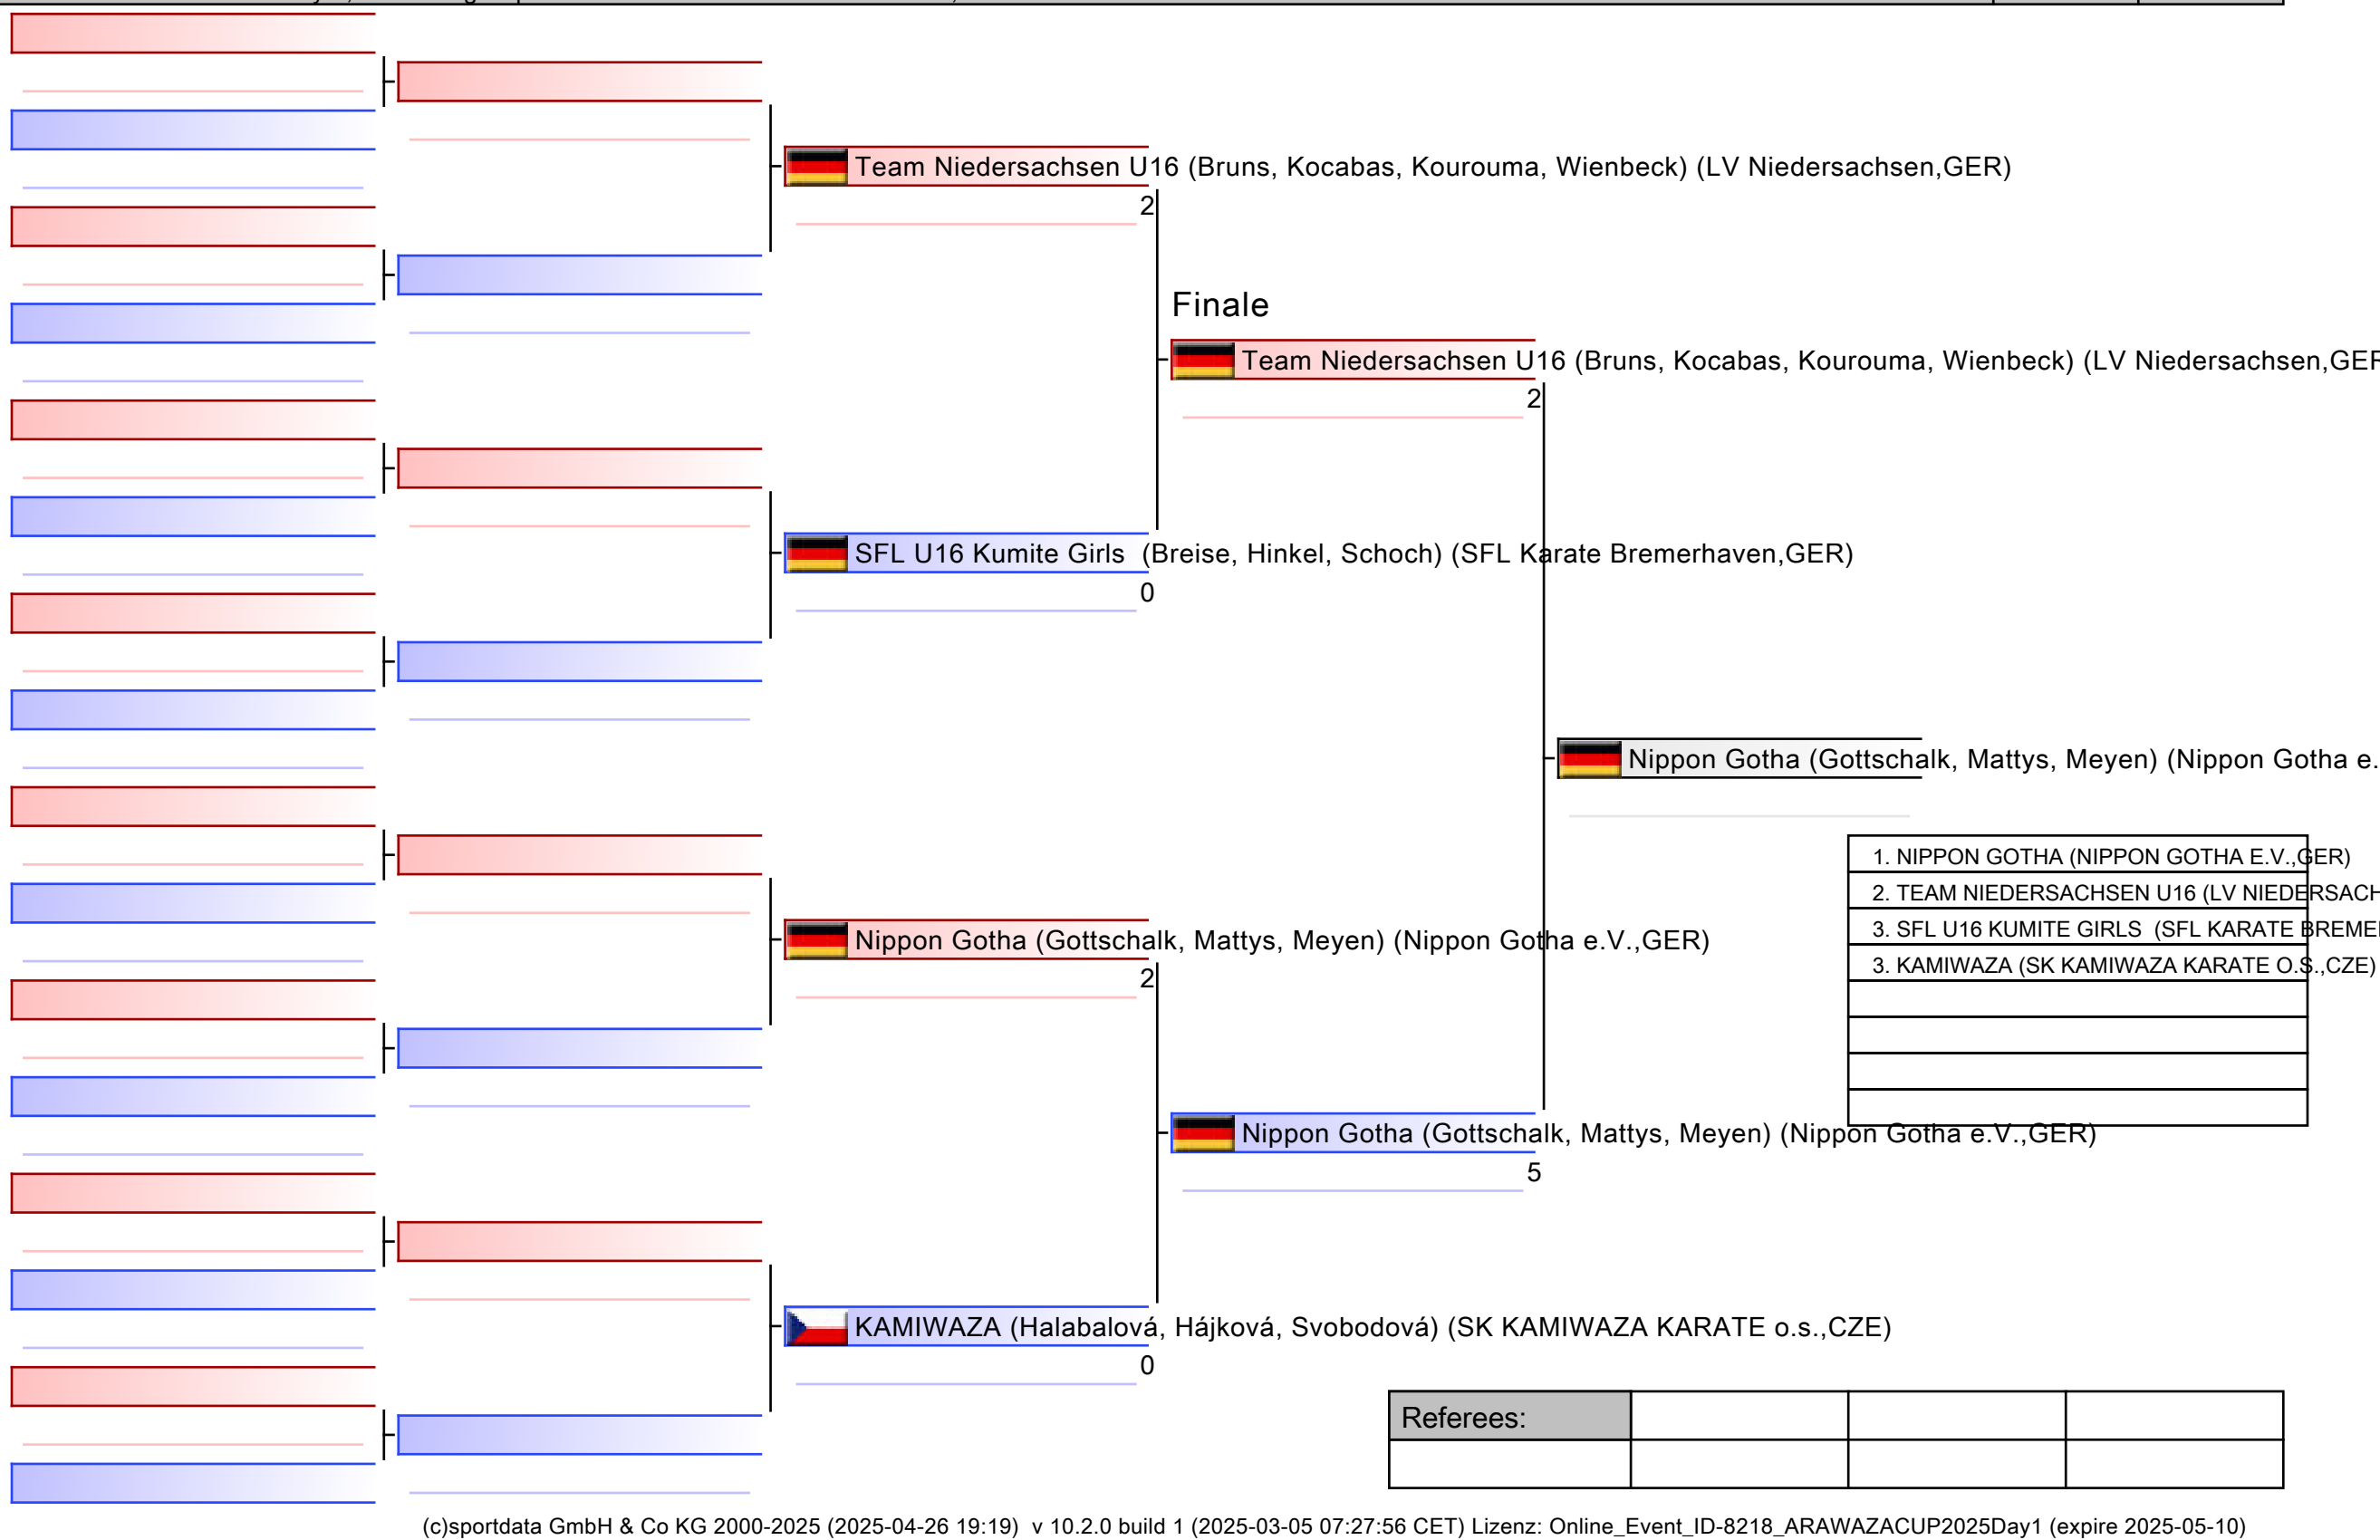 Team Niedersachsen U16 (Bruns, Kocabas, Kourouma, Wienbeck) (LV Niedersachsen,GER)
2
Finale
Team Niedersachsen U16 (Bruns, Kocabas, Kourouma, Wienbeck) (LV Niedersachsen,GER
2
SFL U16 Kumite Girls  (Breise, Hinkel, Schoch) (SFL Karate Bremerhaven,GER)
0
Nippon Gotha (Gottschalk, Mattys, Meyen) (Nippon Gotha e.
1. NIPPON GOTHA (NIPPON GOTHA E.V.,GER)
2. TEAM NIEDERSACHSEN U16 (LV NIEDERSACH
3. SFL U16 KUMITE GIRLS  (SFL KARATE BREME
3. KAMIWAZA (SK KAMIWAZA KARATE O.S.,CZE)
Nippon Gotha (Gottschalk, Mattys, Meyen) (Nippon Gotha e.V.,GER)
2
Nippon Gotha (Gottschalk, Mattys, Meyen) (Nippon Gotha e.V.,GER)
5
KAMIWAZA (Halabalová, Hájková, Svobodová) (SK KAMIWAZA KARATE o.s.,CZE)
0
Referees:
(c)sportdata GmbH & Co KG 2000-2025 (2025-04-26 19:19)  v 10.2.0 build 1 (2025-03-05 07:27:56 CET) Lizenz: Online_Event_ID-8218_ARAWAZACUP2025Day1 (expire 2025-05-10)